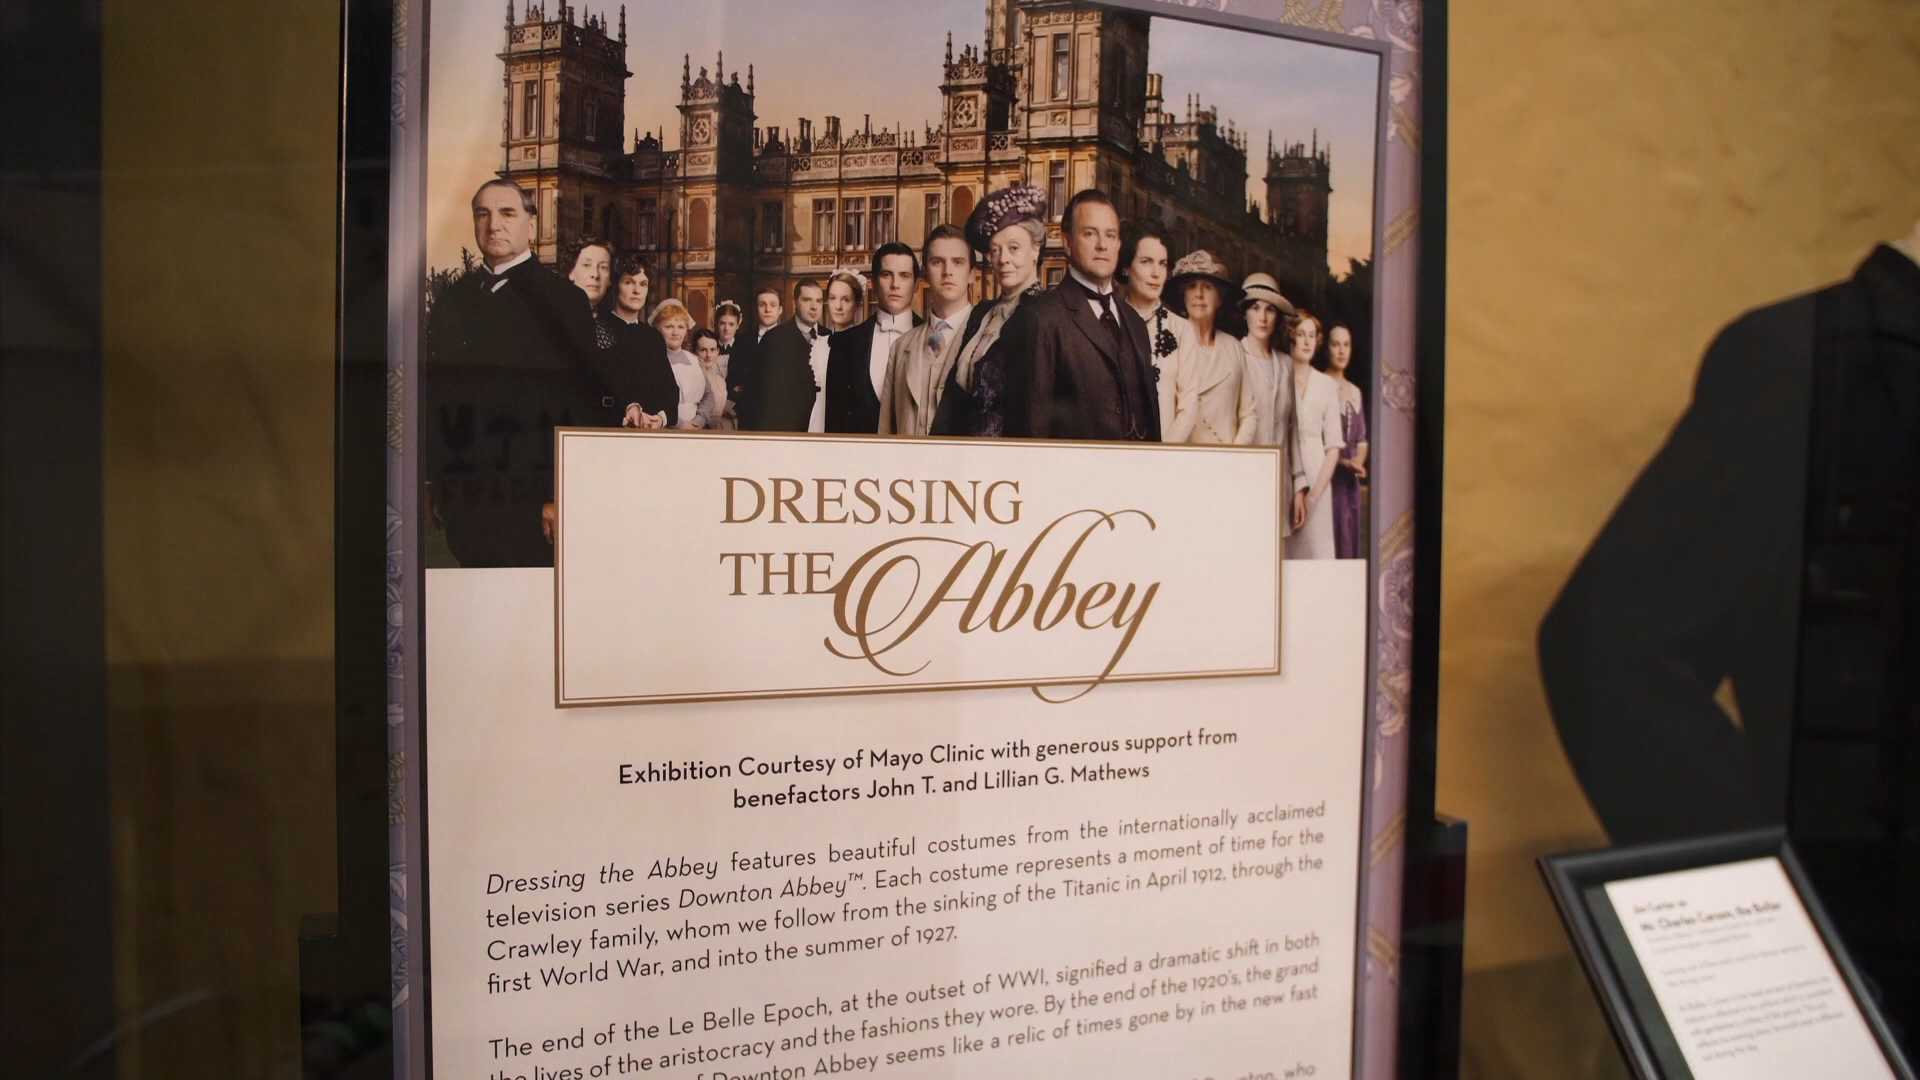 DRESSING
THE Abbey
Exhibition Courtesy of Mayo Clinic with generous support from
benefactors John T. and Lillian G. Mathews
Dressing the Abbey features beautiful costumes from the internationally acclaimed
television series Downton Abbey™. Each costume represents a moment of time for the
Crawley family, whom we follow from the sinking of the Titanic in April 1912, through the
first World War, and into the summer of 1927.
The end of the Le Belle Epoch, at the outset of WWI, signified a dramatic shift in both
the lives of the aristocracy and the fashions they wore. By the end of the 1920's, the grand
Downton Abbey seems like a relic of times gone by in the new fast
who
Mr. Charles Carson, the Butler